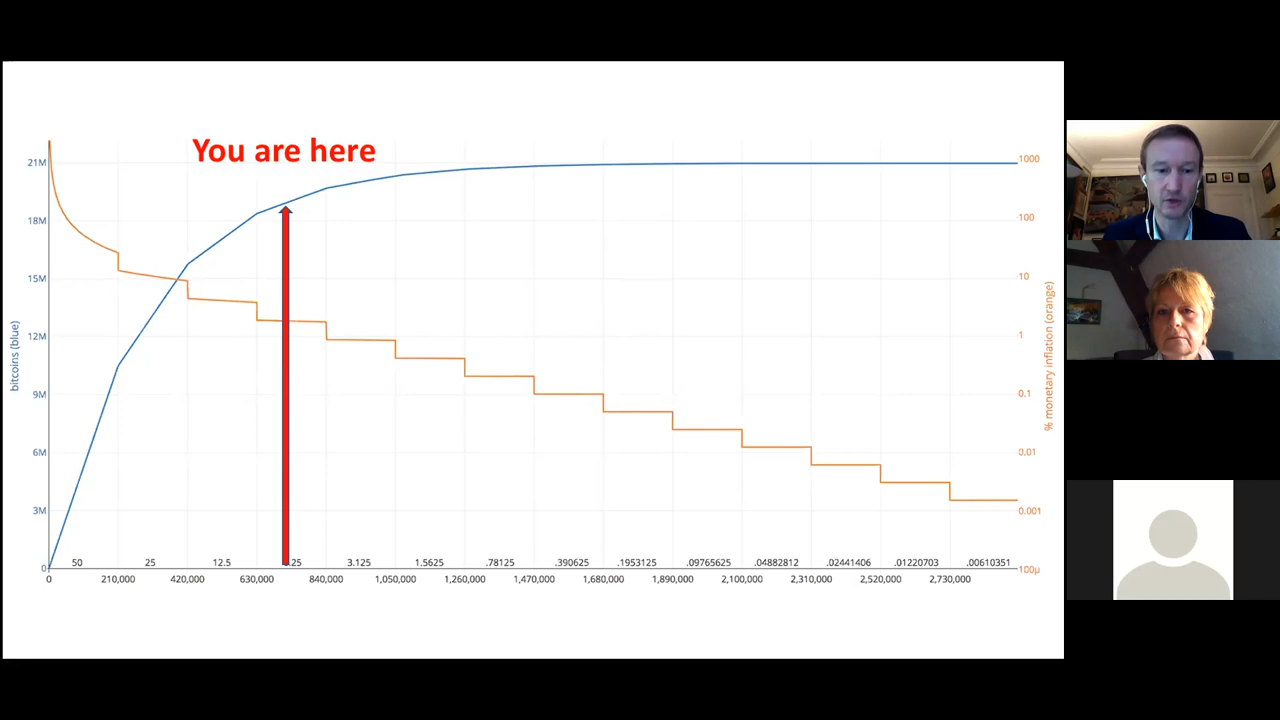 You are here
21M
18M
15M
12M
9M
6M
3M
0
bitcoins (blue)
1000
100
10
1
0.1
0.01
0.001
100µ
% monetary inflation (orange)
50 25 12.5 .25 3.125 1.5625 .78125 .390625 .1953125 .09765625 .04882812 .02441406 .01220703 .00610351
0 210,000 420,000 630,000 840,000 1,050,000 1,260,000 1,470,000 1,680,000 1,890,000 2,100,000 2,310,000 2,520,000 2,730,000